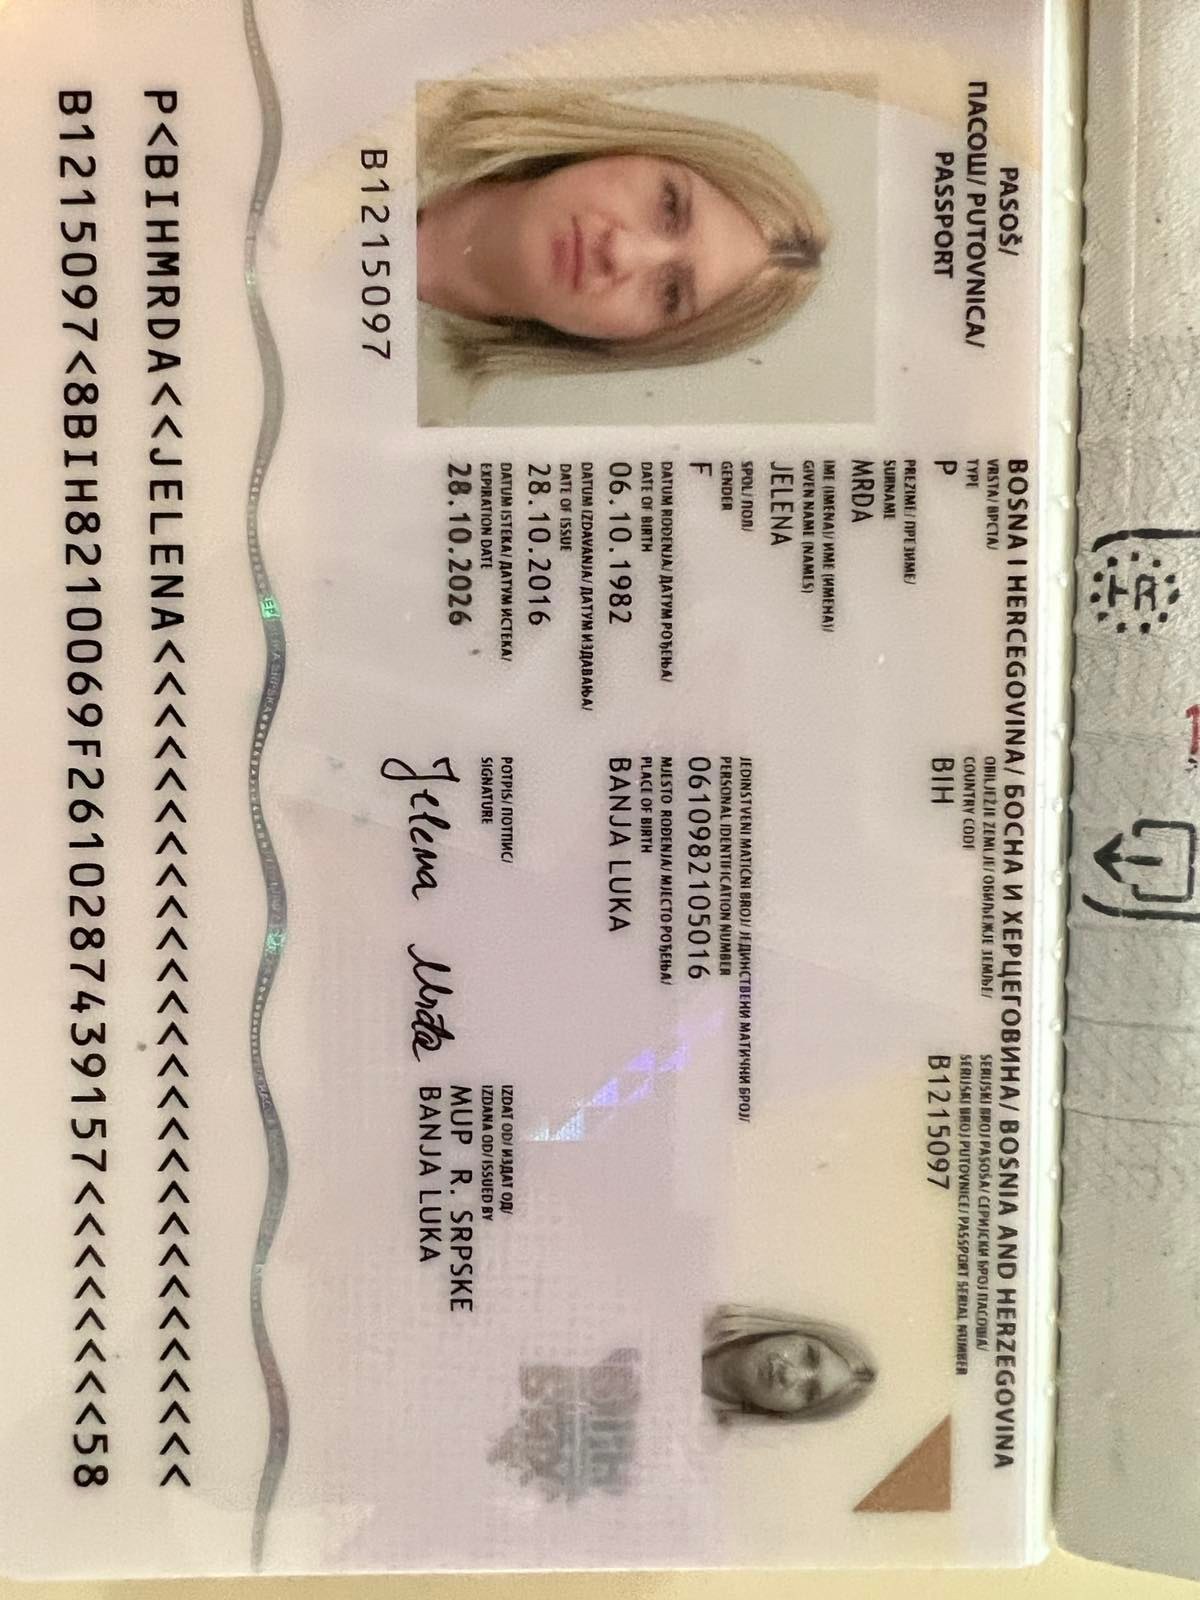 PASOŠ/
ПАСОШ/ PUTOVNICA/
PASSPORT
BOSNA I HERCEGOVINA/ БОСНА И ХЕРЦЕГОВИНА/ BOSNIA AND HERZEGOVINA
VRSTA/ ВРСТА/
TYPE
P
OBILJEŽJE ZEMLJE/ ОБИЉЕЖЈЕ ЗЕМЉЕ/
COUNTRY CODE
BIH
SERIJSKI BROJ PASOŠA/ СЕРИЈСКИ БРОЈ ПАСОША/
SERIJSKI BROJ PUTOVNICE/ PASSPORT SERIAL NUMBER
B1215097
PREZIME/ ПРЕЗИМЕ/
SURNAME
MRDA
IME (IMENA)/ ИМЕ (ИМЕНА)/
GIVEN NAME (NAMES)
JELENA
SPOL/ ПОЛ/
GENDER
F
JEDINSTVENI MATIČNI BROJ/ ЈЕДИНСТВЕНИ МАТИЧНИ БРОЈ/
PERSONAL IDENTIFICATION NUMBER
0610982105016
DATUM ROĐENJA/ ДАТУМ РОЂЕЊА/
DATE OF BIRTH
06.10.1982
MJESTO ROĐENJA/ МЈЕСТО РОЂЕЊА/
PLACE OF BIRTH
BANJA LUKA
DATUM IZDAVANJA/ ДАТУМ ИЗДАВАЊА/
DATE OF ISSUE
28.10.2016
DATUM ISTEKA/ ДАТУМ ИСТЕКА/
EXPIRATION DATE
28.10.2026
POTPIS/ ПОТПИС/
SIGNATURE
Jelena Mrđa
IZDAT OD/ ИЗДАТ ОД/
IZDANA OD/ ISSUED BY
MUP R. SRPSKE
BANJA LUKA
B1215097
P<BIHMRDA<<JELENA<<<<<<<<<<<<<<<<<<<<<<<<<<<
B1215097<8BIH8210069F2610287439157<<<<<<<<58